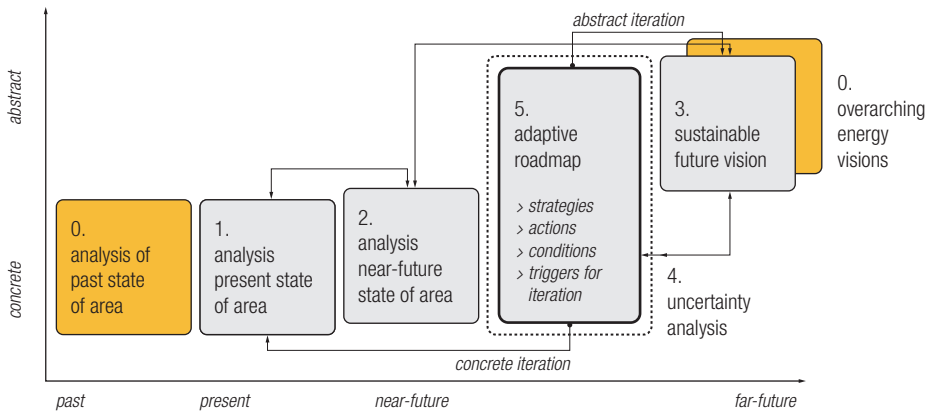 abstract iteration
abstract
concrete
0.
analysis of
past state
of area
1.
analysis
present state
of area
2.
analysis
near-future
state of area
5.
adaptive
roadmap
> strategies
> actions
> conditions
> triggers for
iteration
3.
sustainable
future vision
0.
overarching
energy
visions
4.
uncertainty
analysis
concrete iteration
past
present
near-future
far-future